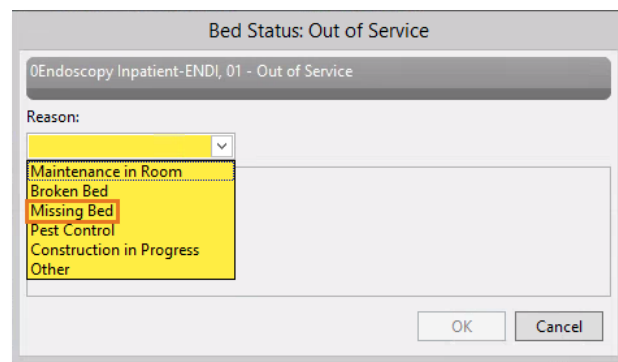 Bed Status: Out of Service
0Endoscopy Inpatient-ENDI, 01 - Out of Service
Reason:
Maintenance in Room
Broken Bed
Missing Bed
Pest Control
Construction in Progress
Other
OK Cancel